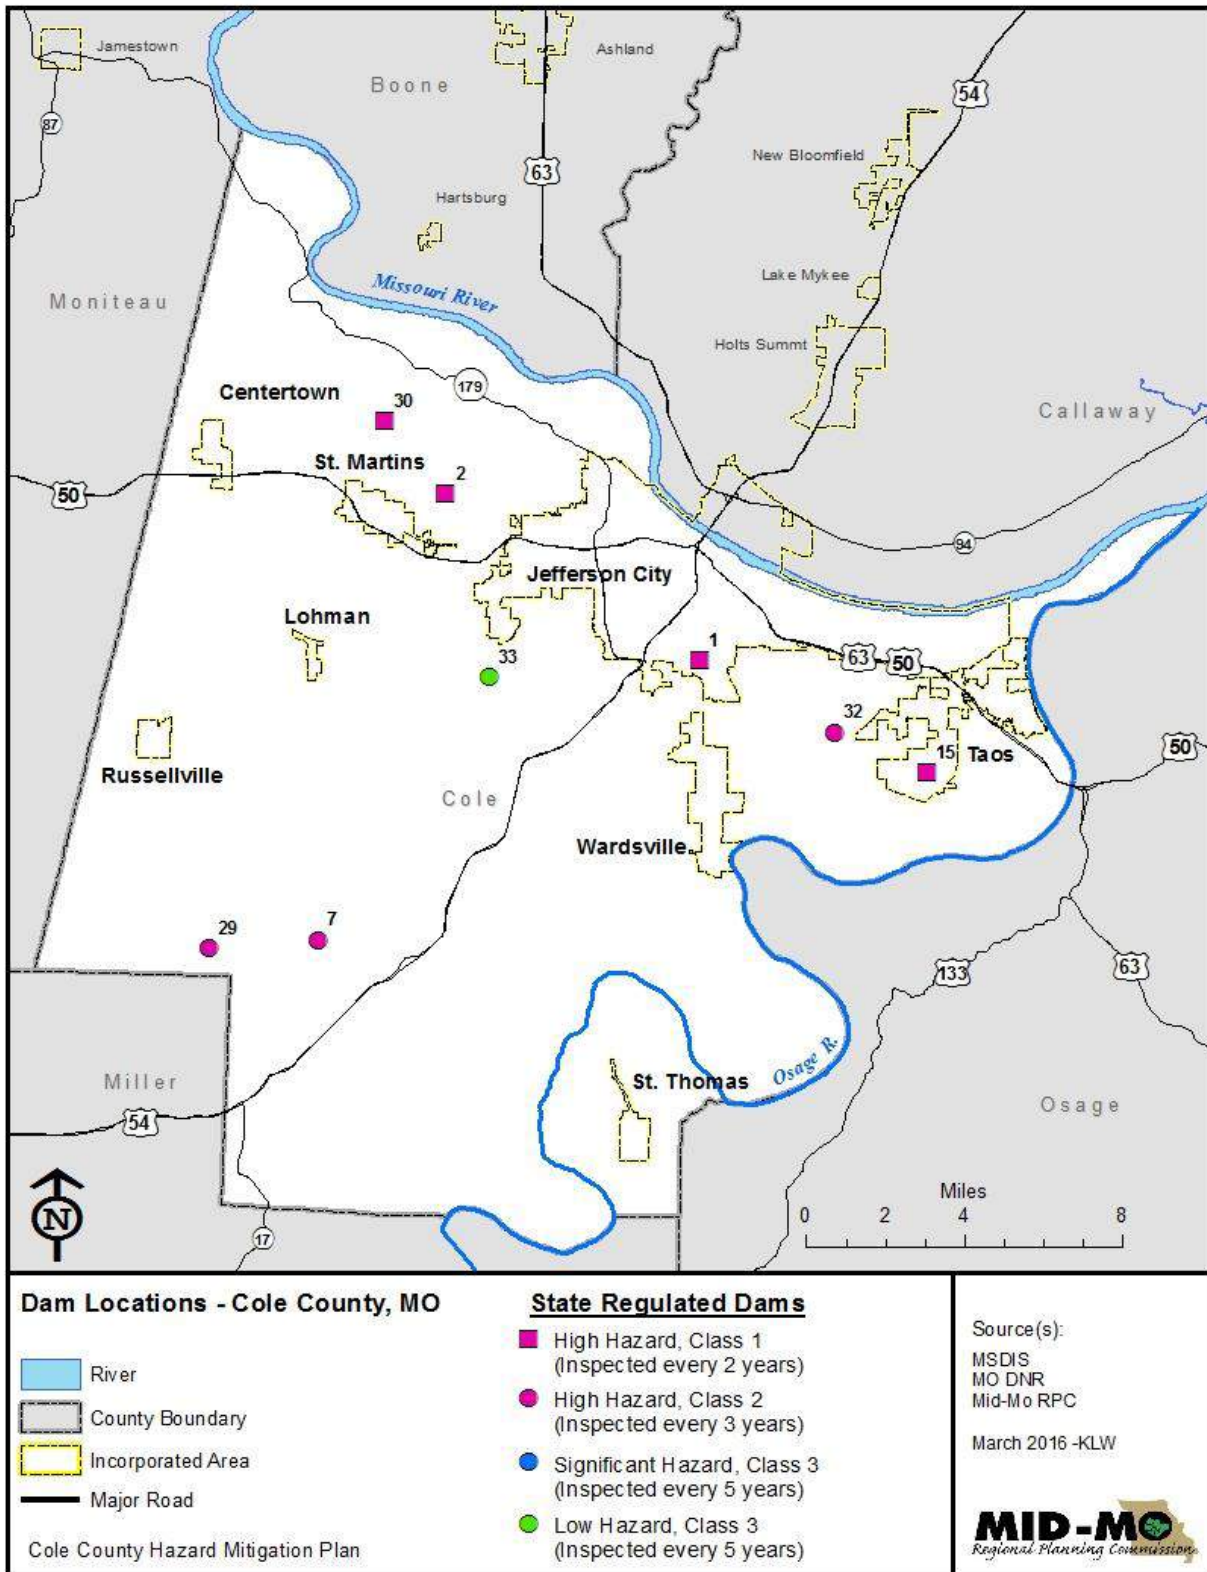 Jamestown
Ashland
Boone
54
87
63
New Bloomfield
Hartsburg
Lake Mykee
Missouri River
Moniteau
Holts Summt
179
Centertown
30
Callaway
St. Martins
2
50
94
Jefferson City
Lohman
33
1
63
50
32
50
15
Taos
Russellville
Cole
Wardsville
29
7
133
63
Osage R.
St. Thomas
Miller
54
Osage
N
17
Miles
0 2 4 8
Dam Locations - Cole County, MO
River
County Boundary
Incorporated Area
Major Road
Cole County Hazard Mitigation Plan
State Regulated Dams
High Hazard, Class 1
(Inspected every 2 years)
High Hazard, Class 2
(Inspected every 3 years)
Significant Hazard, Class 3
(Inspected every 5 years)
Low Hazard, Class 3
(Inspected every 5 years)
Source(s):
MSDIS
MO DNR
Mid-Mo RPC
March 2016 -KLW
MID-MO
Regional Planning Commission